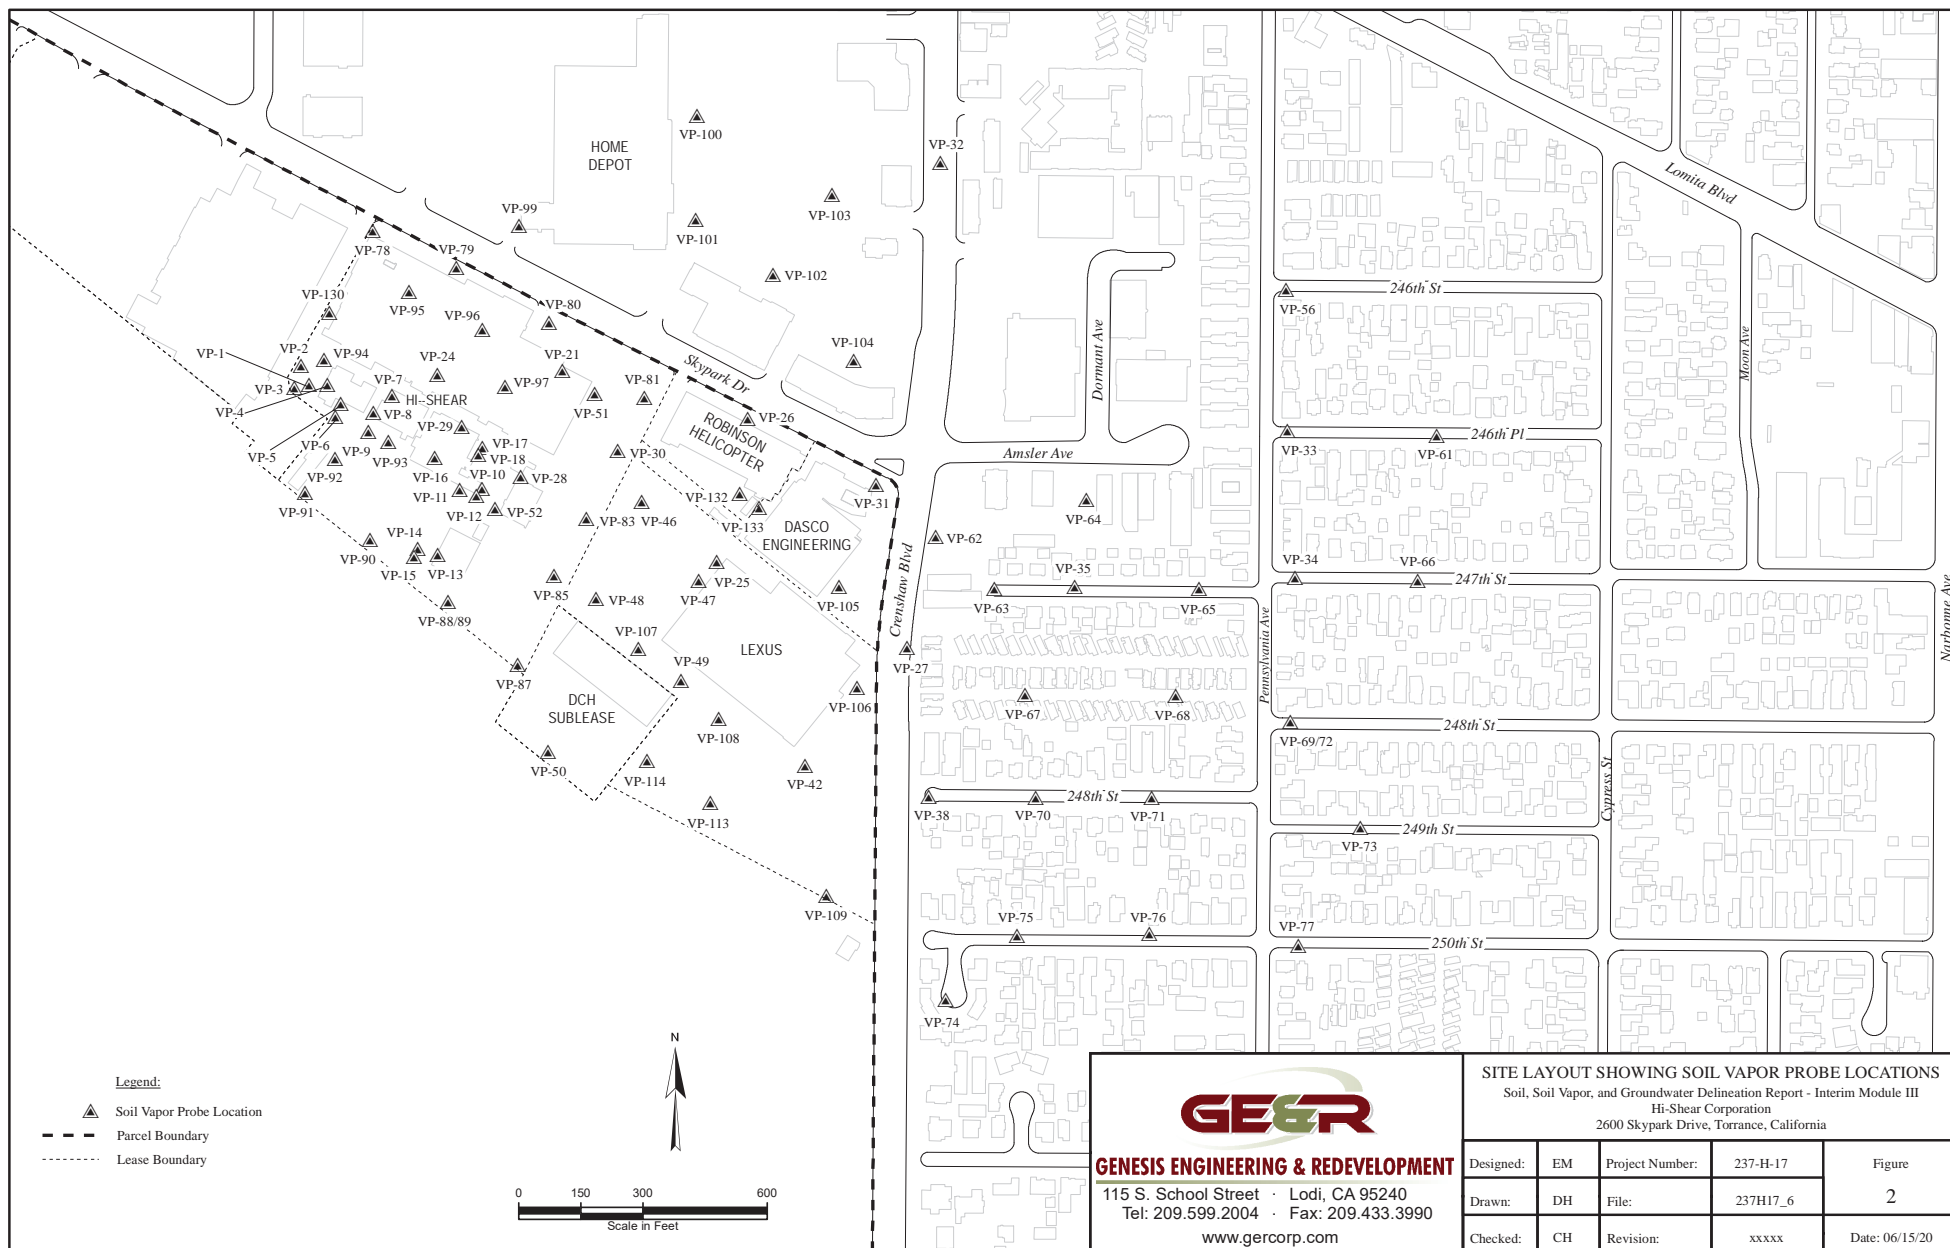 VP-100
HOME
DEPOT
VP-32
VP-103
VP-99
VP-101
VP-78
VP-79
VP-102
VP-130
VP-95
VP-80
VP-96
VP-1
VP-2
VP-94
VP-24
VP-21
VP-97
VP-81
VP-104
Skypark Dr
VP-3
VP-7
HI--SHEAR
VP-4
VP-8
VP-51
VP-26
VP-29
ROBINSON
HELICOPTER
VP-6
VP-9
VP-17
VP-18
VP-30
VP-5
VP-93
VP-92
VP-16
VP-10
VP-28
VP-11
VP-132
VP-91
VP-12
VP-52
VP-83
VP-46
VP-133
VP-31
DASCO
ENGINEERING
VP-14
VP-90
VP-15
VP-13
VP-85
VP-25
VP-47
VP-105
VP-48
VP-88/89
VP-107
LEXUS
VP-49
VP-87
DCH
SUBLEASE
VP-106
VP-108
VP-50
VP-114
VP-42
VP-113
VP-109
Crenshaw Blvd
VP-27
VP-62
Amsler Ave
Dormant Ave
VP-64
VP-35
VP-63
VP-65
VP-67
VP-68
248th St
VP-38
VP-70
VP-71
VP-75
VP-76
VP-74
Pennsylvania Ave
Lomita Blvd
246th St
VP-56
Moon Ave
246th Pl
VP-33
VP-61
VP-34
VP-66
247th St
Narbonne Ave
248th St
VP-69/72
Cypress St
249th St
VP-73
VP-77
250th St
N
Legend:
Soil Vapor Probe Location
Parcel Boundary
Lease Boundary
0 150 300 600
Scale in Feet
GE&R
GENESIS ENGINEERING & REDEVELOPMENT
115 S. School Street · Lodi, CA 95240
Tel: 209.599.2004 · Fax: 209.433.3990
www.gercorp.com
SITE LAYOUT SHOWING SOIL VAPOR PROBE LOCATIONS
Soil, Soil Vapor, and Groundwater Delineation Report - Interim Module III
Hi-Shear Corporation
2600 Skypark Drive, Torrance, California
Designed: EM Project Number: 237-H-17 Figure
Drawn: DH File: 237H17_6 2
Checked: CH Revision: xxxxx Date: 06/15/20